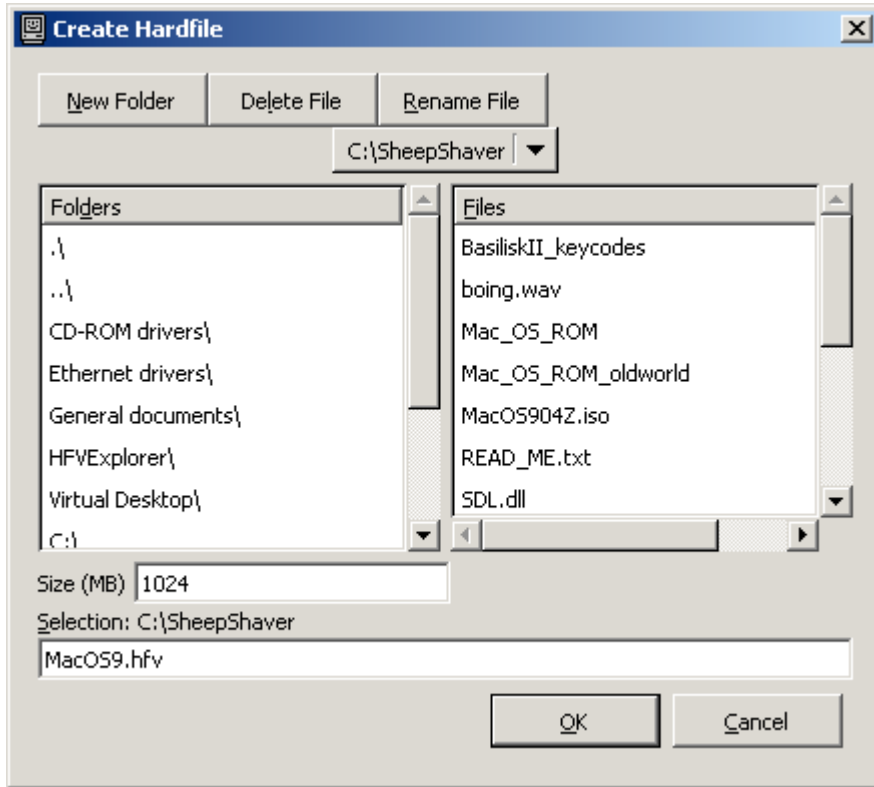 Create Hardfile
New Folder Delete File Rename File
C:\SheepShaver
Folders
.\
..\
CD-ROM drivers\
Ethernet drivers\
General documents\
HFVExplorer\
Virtual Desktop\
C:\
Files
BasiliskII_keycodes
boing.wav
Mac_OS_ROM
Mac_OS_ROM_oldworld
MacOS904Z.iso
READ_ME.txt
SDL.dll
Size (MB) 1024
Selection: C:\SheepShaver
MacOS9.hfv
OK Cancel